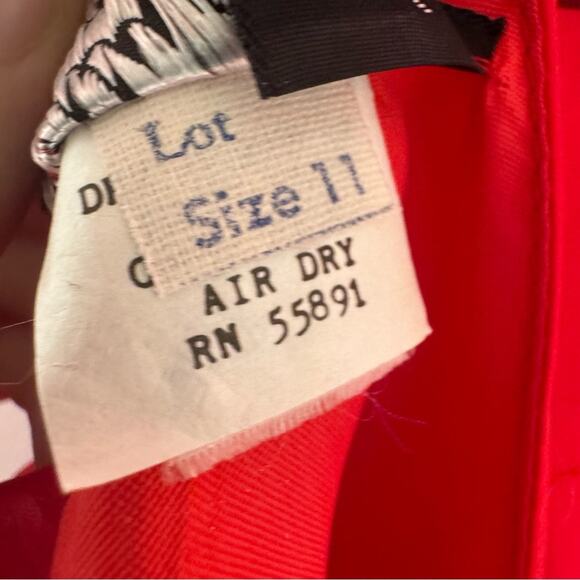 Lot
Size 11
AIR DRY
RN 55891